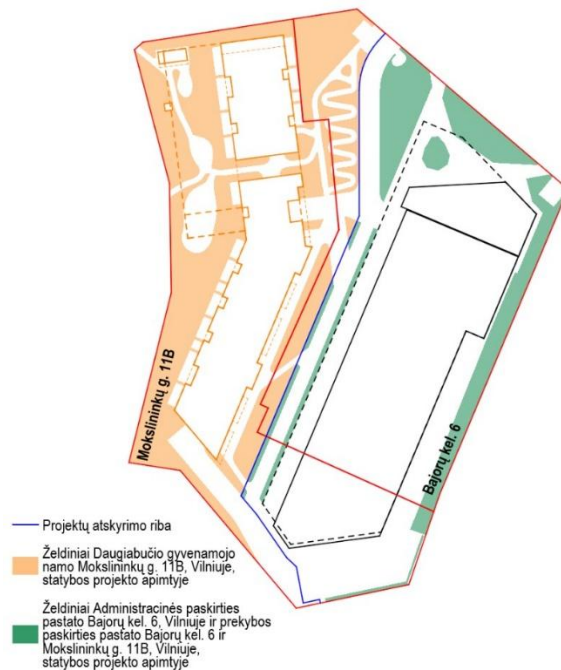 Mokslininkų g. 11B
Bajorų kel. 6
Projektų atskyrimo riba
Želdiniai Daugiabučio gyvenamojo
namo Mokslininkų g. 11B, Vilniuje,
statybos projekto apimtyje
Želdiniai Administracinės paskirties
pastato Bajorų kel. 6, Vilniuje ir prekybos
paskirties pastato Bajorų kel. 6 ir
Mokslininkų g. 11B, Vilniuje,
statybos projekto apimtyje